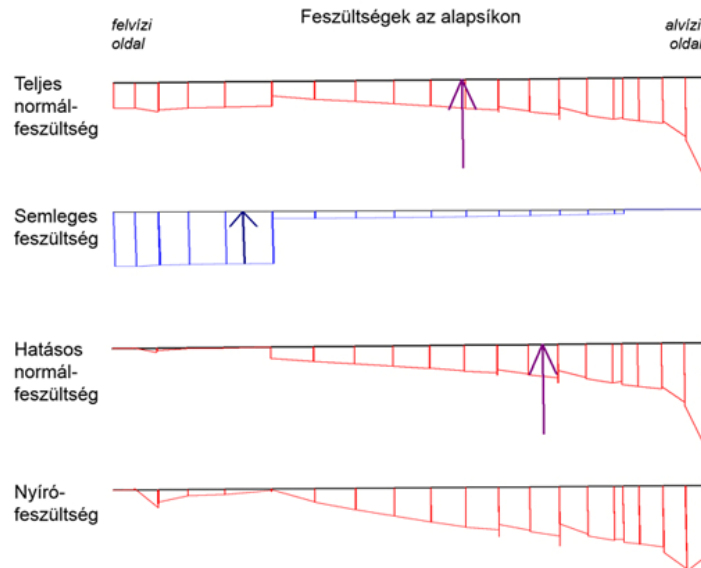 Feszültségek az alapsíkon
felvízi
oldal
alvízi
oldal
Teljes
normál-
feszültség
Semleges
feszültség
Hatásos
normál-
feszültség
Nyíró-
feszültség